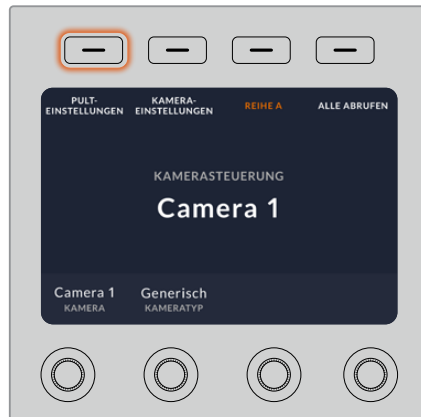 PULT-
EINSTELLUNGEN
KAMERA-
EINSTELLUNGEN
REIHE A
ALLE ABRUFEN
KAMERASTEUERUNG
Camera 1
Camera 1
KAMERA
Generisch
KAMERATYP